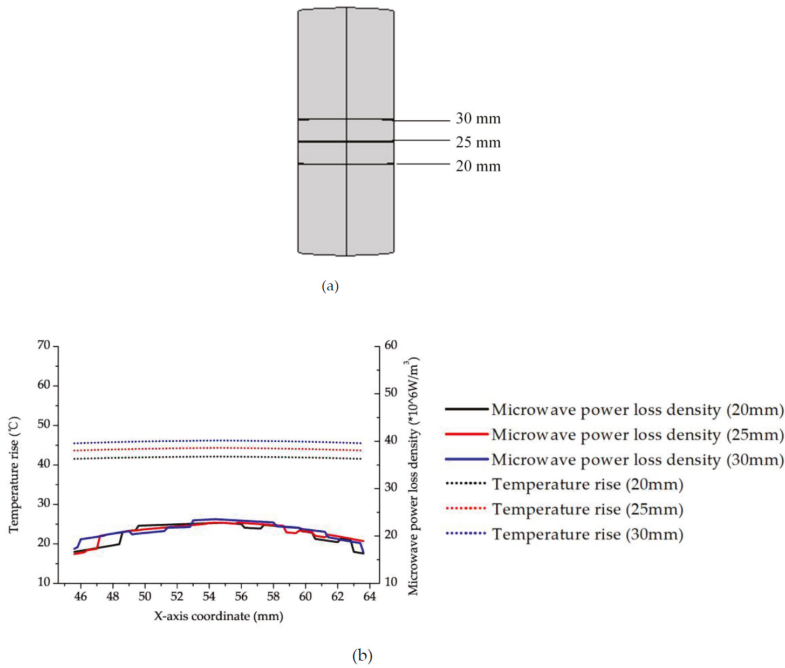 30 mm
25 mm
20 mm
(a)
70
60
50
40
30
20
10
Temperature rise (℃)
60
50
40
30
20
10
Microwave power loss density (*10^6W/m³)
46 48 50 52 54 56 58 60 62 64
X-axis coordinate (mm)
Microwave power loss density (20mm)
Microwave power loss density (25mm)
Microwave power loss density (30mm)
Temperature rise (20mm)
Temperature rise (25mm)
Temperature rise (30mm)
(b)